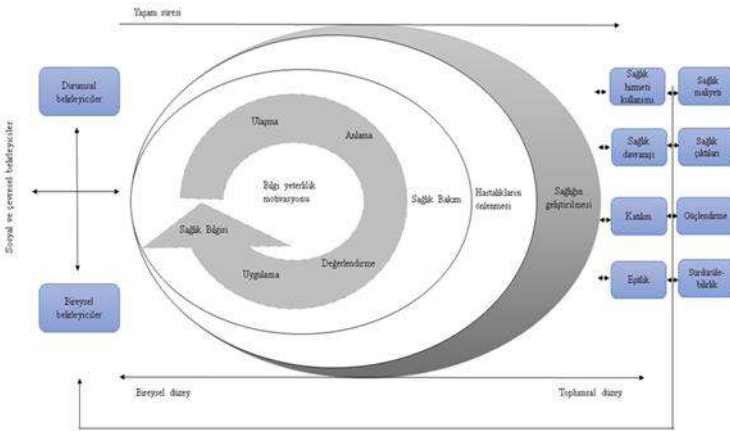 Yaşam süresi
Sosyal ve çevresel belirleyiciler
Durumsal
belirleyiciler
Bireysel
belirleyiciler
Ulaşma
Anlama
Bilgi yeterlilik
motivasyonu
Sağlık Bilgisi
Uygulama
Değerlendirme
Sağlık Bakım
Hastalıkların
önlenmesi
Sağlığın
geliştirilmesi
Sağlık
hizmeti
kullanımı
Sağlık
maliyeti
Sağlık
davranışı
Sağlık
çıktıları
Katılım
Güçlendirme
Eşitlik
Sürdürüle-
bilirlik
Bireysel düzey
Toplumsal düzey